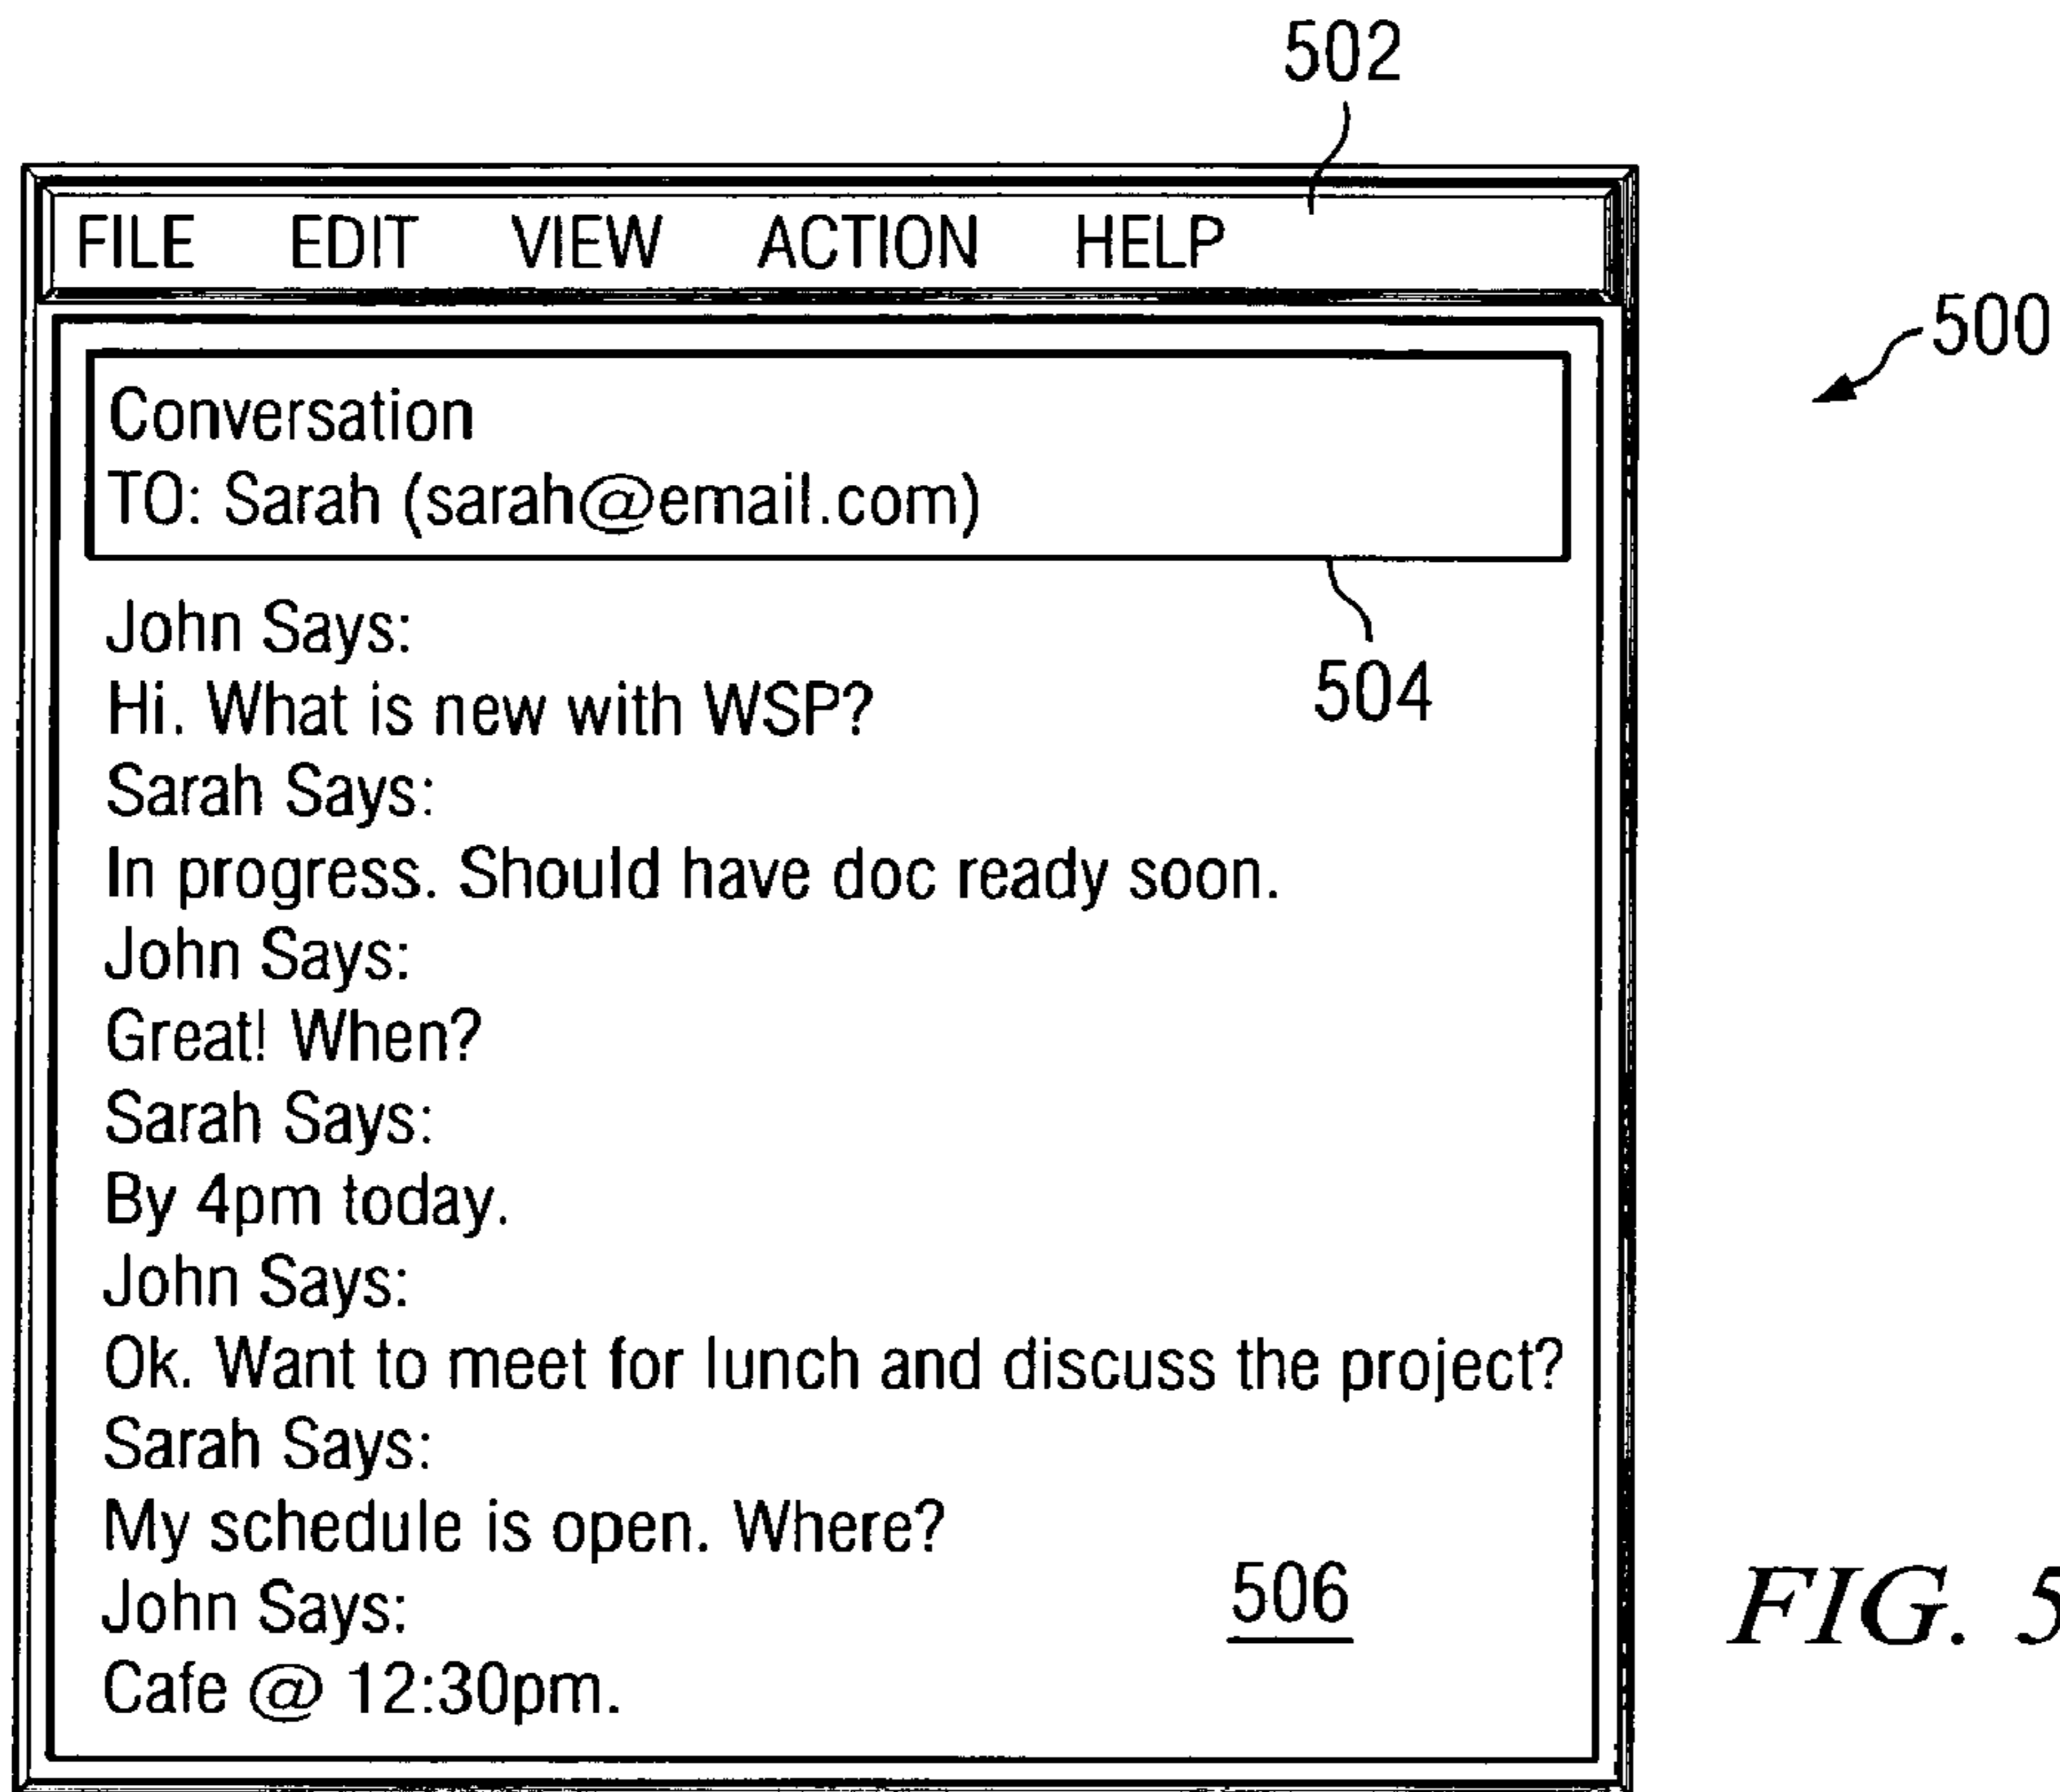 502
FILE EDIT VIEW ACTION HELP
500
Conversation
TO: Sarah (sarah@email.com)
504
John Says:
Hi. What is new with WSP?
Sarah Says:
In progress. Should have doc ready soon.
John Says:
Great! When?
Sarah Says:
By 4pm today.
John Says:
Ok. Want to meet for lunch and discuss the project?
Sarah Says:
My schedule is open. Where?
John Says:
Cafe @ 12:30pm.
506
FIG. 5